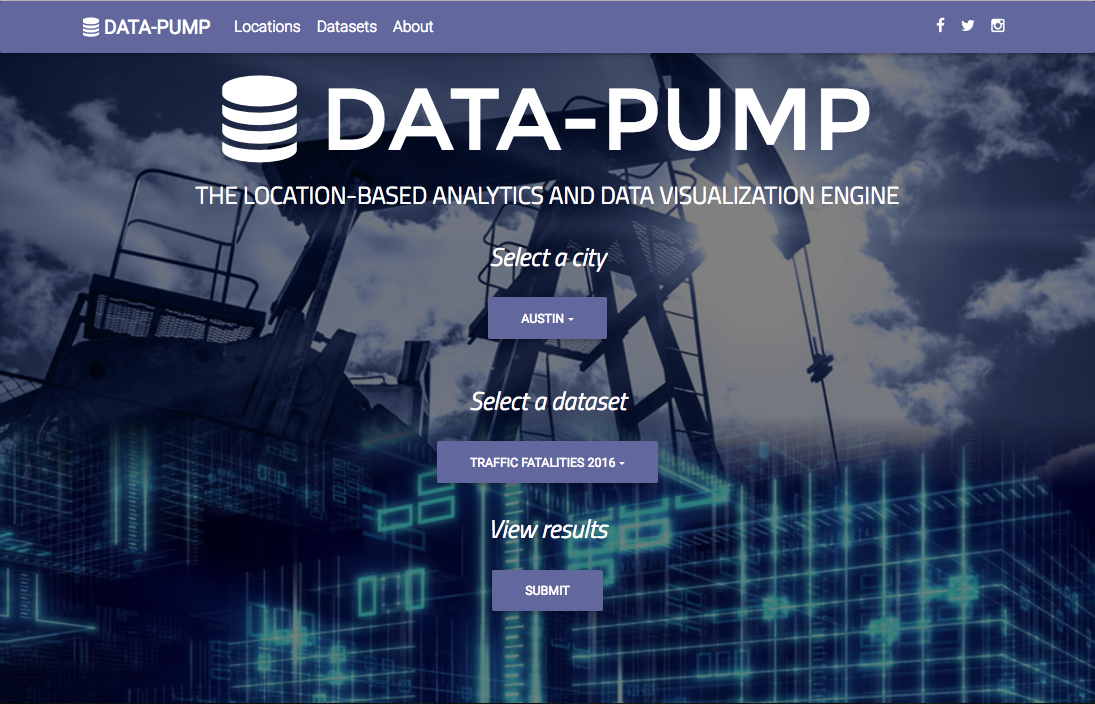 DATA-PUMP Locations Datasets About
DATA-PUMP
THE LOCATION-BASED ANALYTICS AND DATA VISUALIZATION ENGINE
Select a city
AUSTIN
Select a dataset
TRAFFIC FATALITIES 2016
View results
SUBMIT